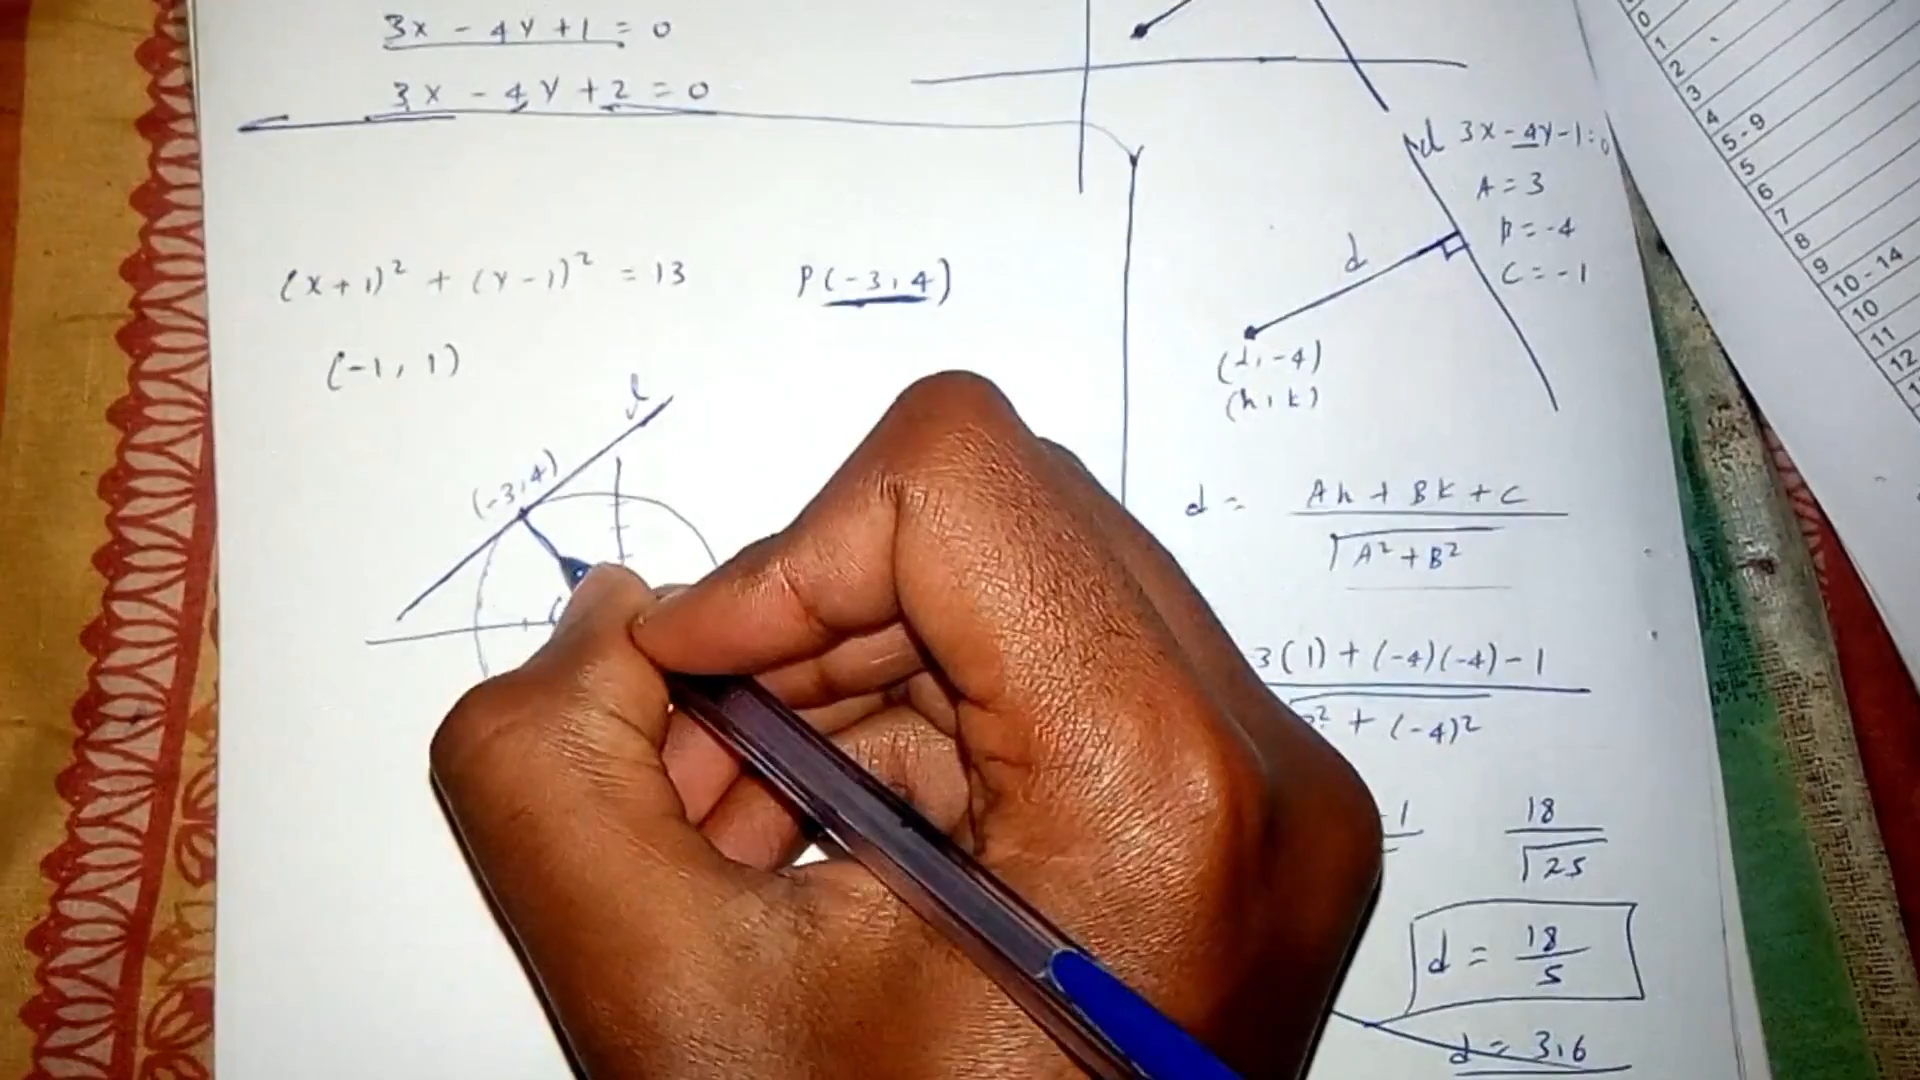 3x - 4y + 1 = 0
3x - 4y + 2 = 0
(x + 1)² + (y - 1)² = 13
P(-3, 4)
(-1, 1)
l
(-3, 4)
(
3x - 4y - 1 = 0
A = 3
B = -4
C = -1
d
(h, k)
d = Ah + Bk + C
√A² + B²
3(1) + (-4)(-4) - 1
² + (-4)²
- 1
18
√25
d = 18
5
d = 3,6
0
1
2
3
4
5 - 9
5
6
7
8
9
10 - 14
10
11
12